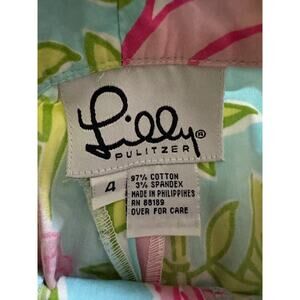 Lilly®
PULITZER
4
97% COTTON
3% SPANDEX
MADE IN PHILIPPINES
RN 88189
OVER FOR CARE